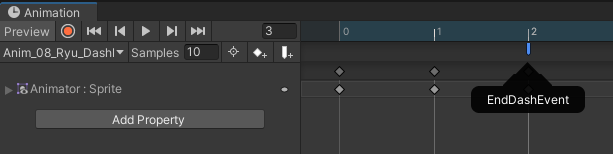 Animation
Preview 3 0 1 2
Anim_08_Ryu_Dashl Samples 10
Animator : Sprite
EndDashEvent
Add Property